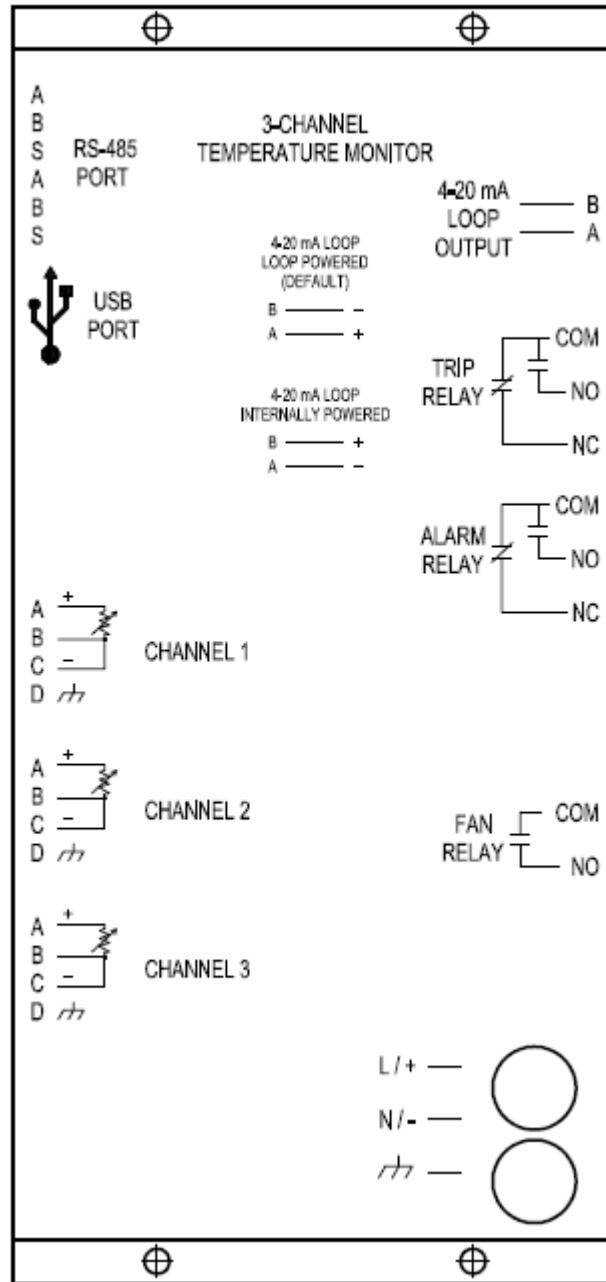 3-CHANNEL
TEMPERATURE MONITOR
A
B
S
A
B
S
RS-485
PORT
USB
PORT
4-20 mA
LOOP
OUTPUT
B
A
4-20 mA LOOP
LOOP POWERED
(DEFAULT)
B −
A +
4-20 mA LOOP
INTERNALLY POWERED
B +
A −
TRIP
RELAY
COM
NO
NC
ALARM
RELAY
COM
NO
NC
A +
B
C −
D
CHANNEL 1
A +
B
C −
D
CHANNEL 2
FAN
RELAY
COM
NO
A +
B
C −
D
CHANNEL 3
L / +
N / -